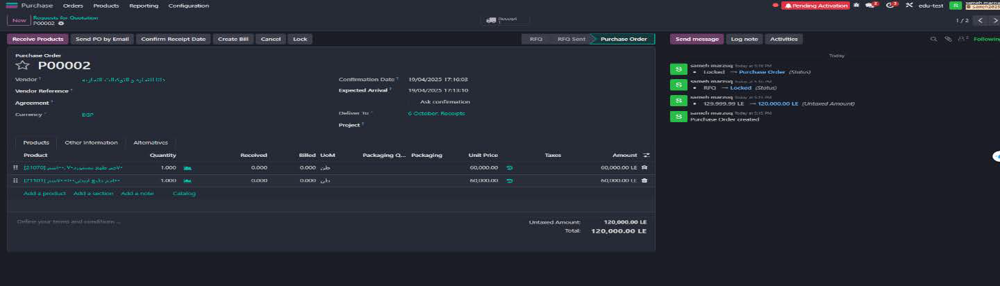 Purchase Orders Products Reporting Configuration
Pending Activation 2 3 edu-test S
New Requests for Quotation
P00002
Receipt
1
1 / 2
Receive Products Send PO by Email Confirm Receipt Date Create Bill Cancel Lock
RFQ RFQ Sent Purchase Order
Send message Log note Activities
2 Following
Purchase Order
P00002
Vendor ?
Vendor Reference ?
Agreement ?
Currency ? EGP
Confirmation Date ? 19/04/2025 17:16:03
Expected Arrival ? 19/04/2025 17:13:10
Ask confirmation
Deliver To ? 6 October: Receipts
Project ?
Products Other Information Alternatives
Product Quantity Received Billed UoM Packaging Q... Packaging Unit Price Taxes Amount
[21070] 1.000 0.000 0.000 طن 60,000.00 60,000.00 LE
[21101] 1.000 0.000 0.000 طن 60,000.00 60,000.00 LE
Add a product Add a section Add a note Catalog
Define your terms and conditions ...
Untaxed Amount: 120,000.00 LE
Total: 120,000.00 LE
Today
S sameh marzuq Today at 5:16 PM
• Locked → Purchase Order (Status)
S sameh marzuq Today at 5:16 PM
• RFQ → Locked (Status)
S sameh marzuq Today at 5:15 PM
• 129,999.99 LE → 120,000.00 LE (Untaxed Amount)
S sameh marzuq Today at 5:15 PM
Purchase Order created